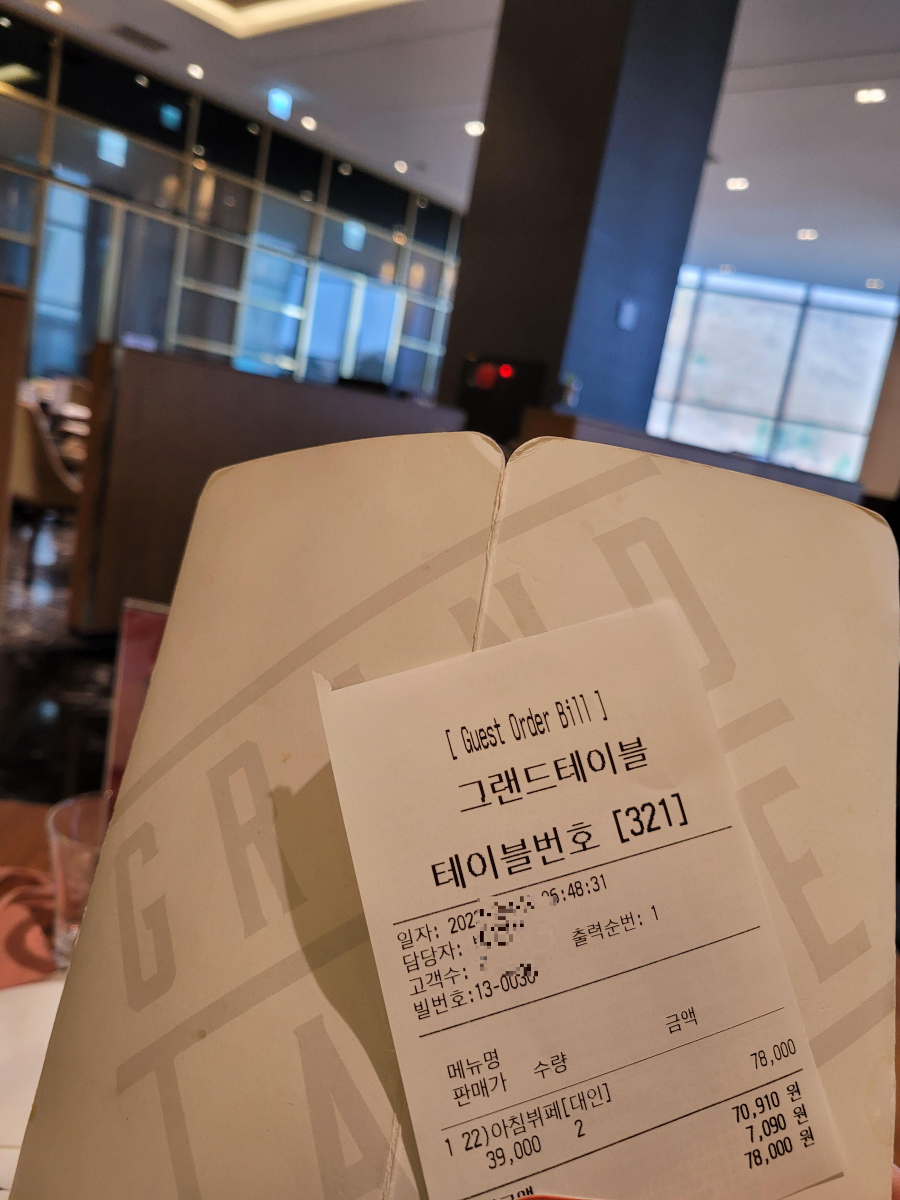 GRAND
TABLE
[ Guest Order Bill ]
그랜드테이블
테이블번호 [321]
일자: 202 :48:31
담당자: 출력순번: 1
고객수:
빌번호:13-0030
메뉴명 금액
판매가 수량
1 22)아침뷔페[대인] 78,000
39,000 2
70,910 원
7,090 원
78,000 원